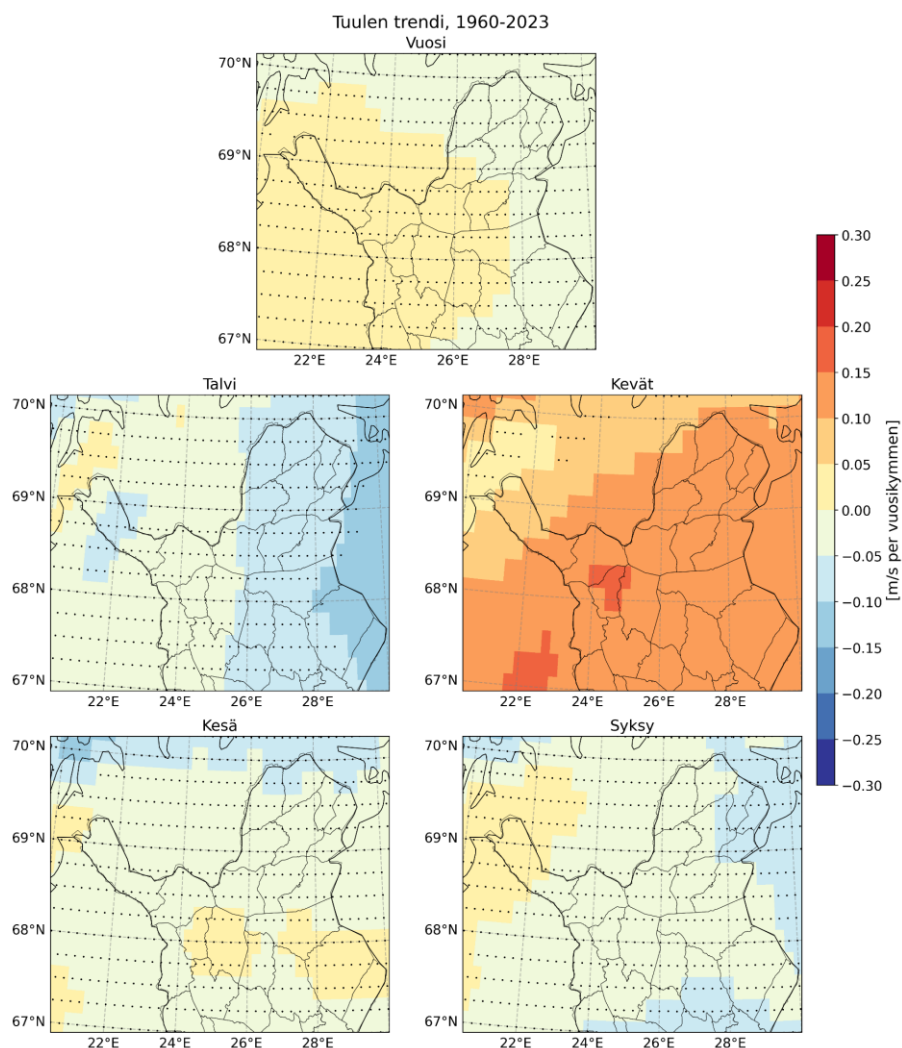 Tuulen trendi, 1960-2023
Vuosi
70°N
69°N
68°N
67°N
22°E 24°E 26°E 28°E
Talvi
70°N
69°N
68°N
67°N
22°E 24°E 26°E 28°E
Kevät
70°N
69°N
68°N
67°N
22°E 24°E 26°E 28°E
Kesä
70°N
69°N
68°N
67°N
22°E 24°E 26°E 28°E
Syksy
70°N
69°N
68°N
67°N
22°E 24°E 26°E 28°E
0.30
0.25
0.20
0.15
0.10
0.05
0.00
−0.05
−0.10
−0.15
−0.20
−0.25
−0.30
[m/s per vuosikymmen]